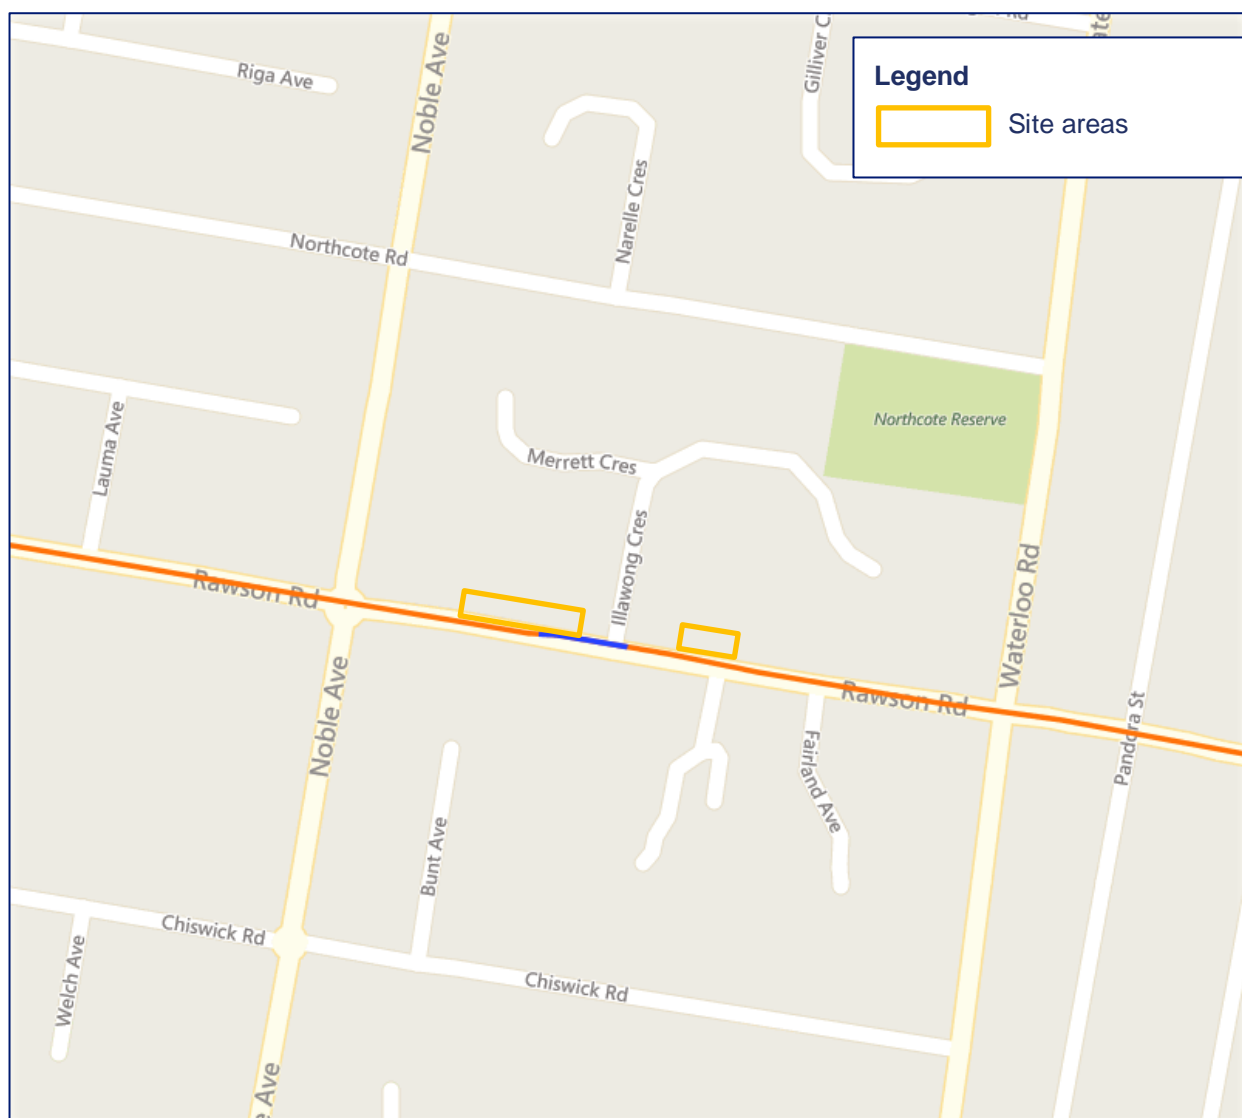 Riga Ave
Noble Ave
Gilliver C
Legend
Site areas
Narelle Cres
Northcote Rd
Northcote Reserve
Lauma Ave
Merrett Cres
Illawong Cres
Waterloo Rd
Rawson Rd
Rawson Rd
Noble Ave
Pandora St
Fairland Ave
Bunt Ave
Chiswick Rd
Chiswick Rd
Welch Ave
e Ave